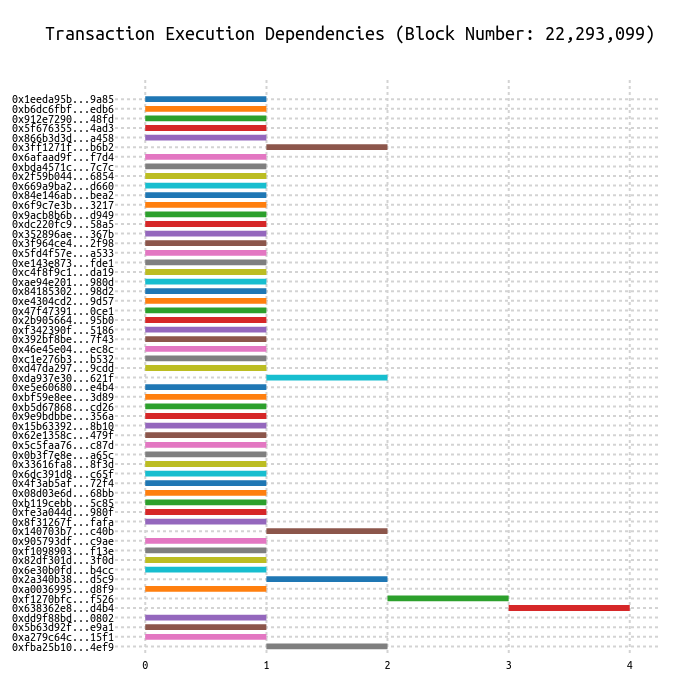 Transaction Execution Dependencies (Block Number: 22,293,099)
0x1eeda95b...9a85
0xb6dc6fbf...edb6
0x912e7290...48fd
0x5f676355...4ad3
0x866b3d3d...a458
0x3ff1271f...b6b2
0x6afaad9f...f7d4
0xbda4571c...7c7c
0x2f59b044...6854
0x669a9ba2...d660
0x84e146ab...bea2
0x6f9c7e3b...3217
0x9acb8b6b...d949
0xdc220fc9...58a5
0x352896ae...367b
0x3f964ce4...2f98
0x5fd4f57e...a533
0xe143e873...fde1
0xc4f8f9c1...da19
0xae94e201...980d
0x84185302...98d2
0xe4304cd2...9d57
0x47f47391...0ce1
0x2b905664...95b0
0xf342390f...5186
0x392bf8be...7f43
0x46e45e04...ec8c
0xc1e276b3...b532
0xd47da297...9cdd
0xda937e30...621f
0xe5e60680...e4b4
0xbf59e8ee...3d89
0xb5d67868...cd26
0x9e9bdbbe...356a
0x15b63392...8b10
0x62e1358c...479f
0x5c5faa76...c87d
0x0b3f7e8e...a65c
0x33616fa8...8f3d
0x6dc391d8...c65f
0x4f3ab5af...72f4
0x08d03e6d...68bb
0xb119cebb...5c85
0xfe3a044d...980f
0x8f31267f...fafa
0x140703b7...c40b
0x905793df...c9ae
0xf1098903...f13e
0x82df301d...3f0d
0x6e30b0fd...b4cc
0x2a340b38...d5c9
0xa0036995...d8f9
0xf1270bfc...f526
0x638362e8...d4b4
0xdd9f88bd...0802
0x5b63d92f...e9a1
0xa279c64c...15f1
0xfba25b10...4ef9
0 1 2 3 4